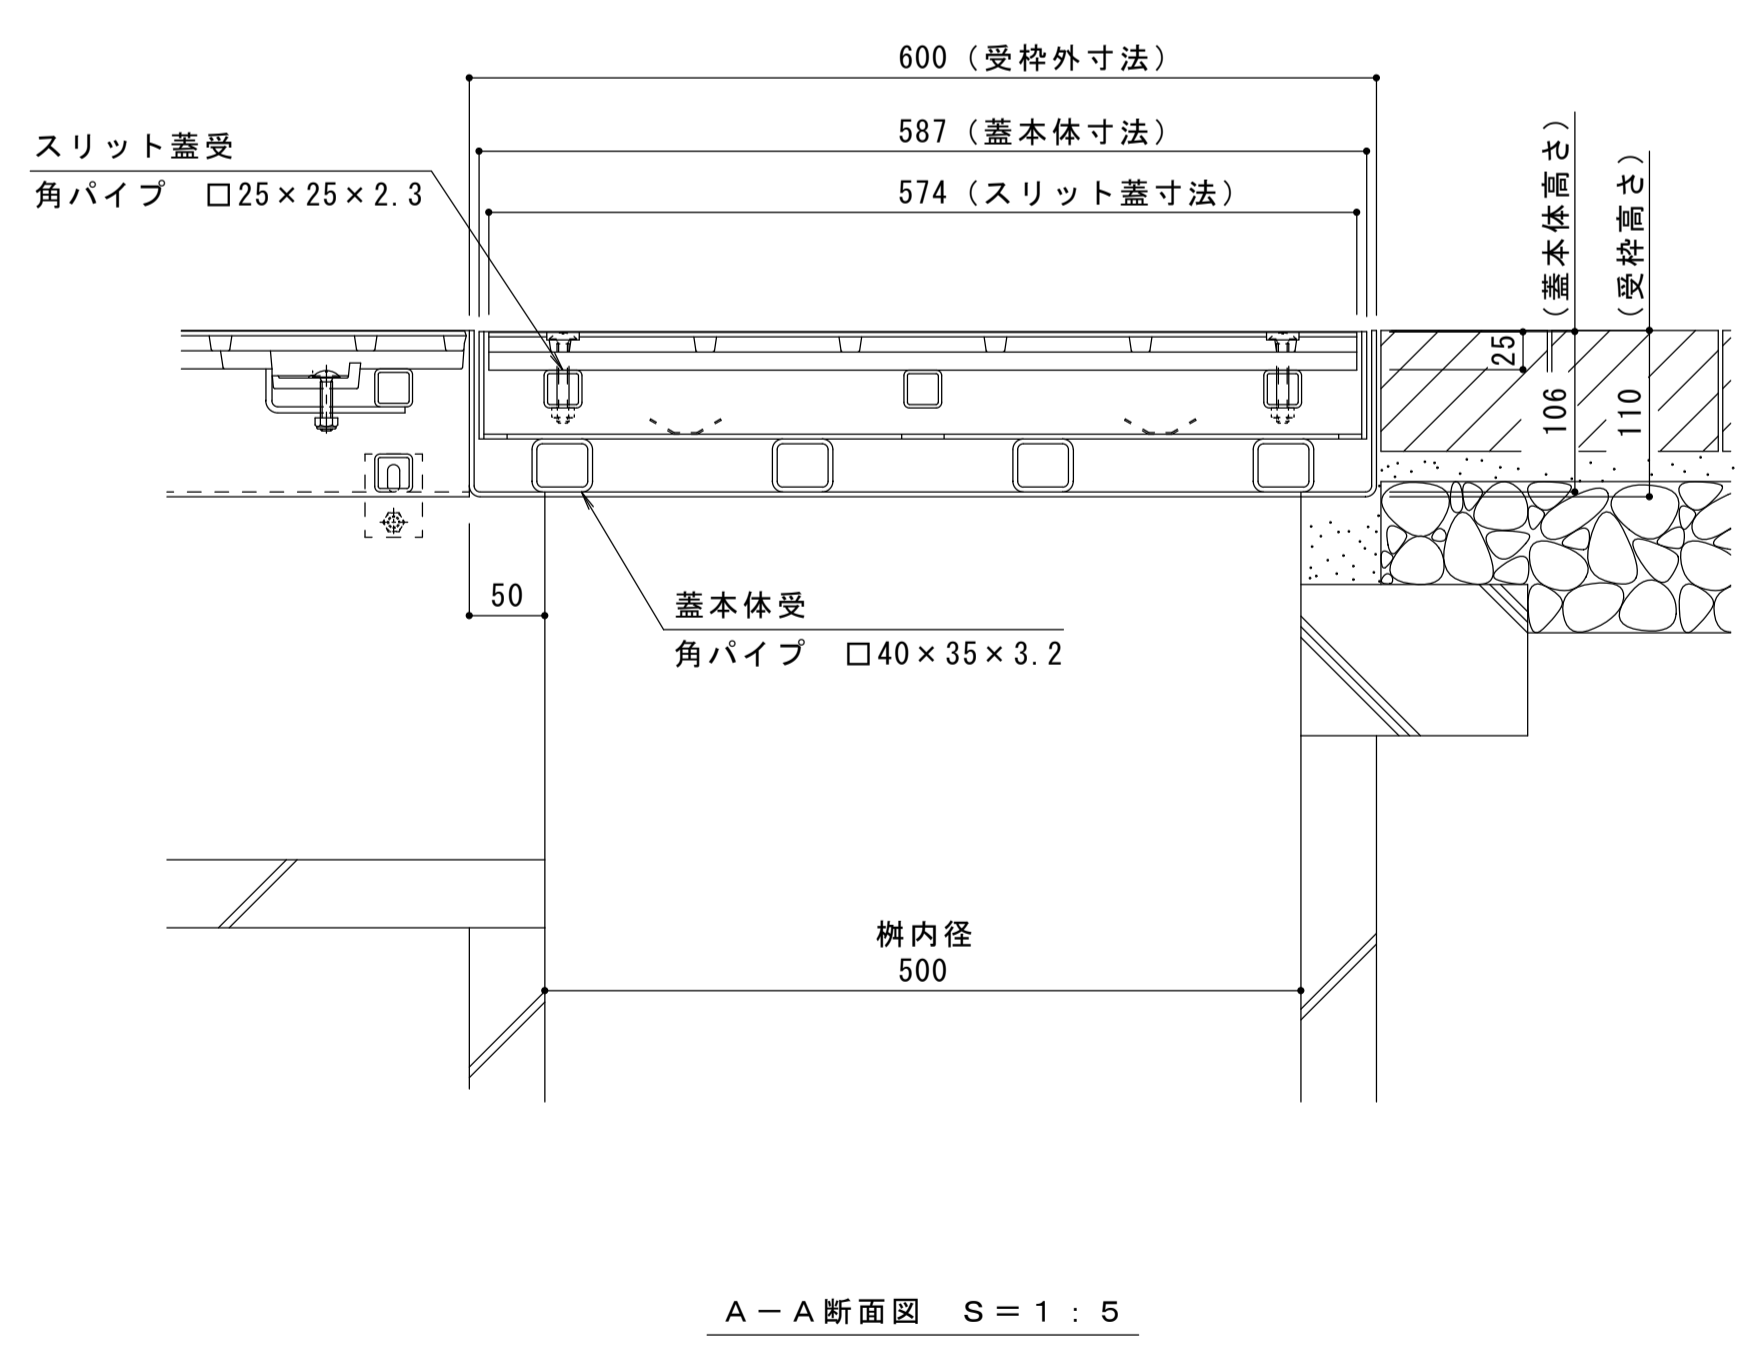 600（受枠外寸法）
587（蓋本体寸法）
574（スリット蓋寸法）
スリット蓋受
角パイプ　□25×25×2.3
（蓋本体高さ）
（受枠高さ）
25
106
110
50
蓋本体受
角パイプ　□40×35×3.2
桝内径
500
Ａ－Ａ断面図　Ｓ＝１：５